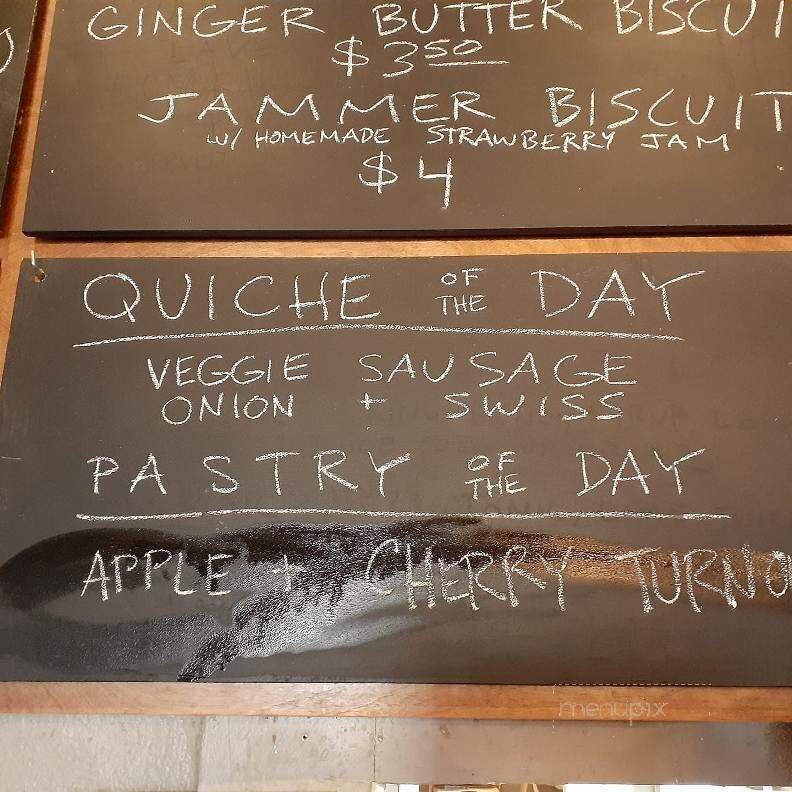 GINGER BUTTER BISCUI
$3 50
JAMMER BISCUIT
W/ HOMEMADE STRAWBERRY JAM
$4
QUICHE OF THE DAY
VEGGIE SAUSAGE
ONION + SWISS
PASTRY OF THE DAY
APPLE + CHERRY TURNO
menupix